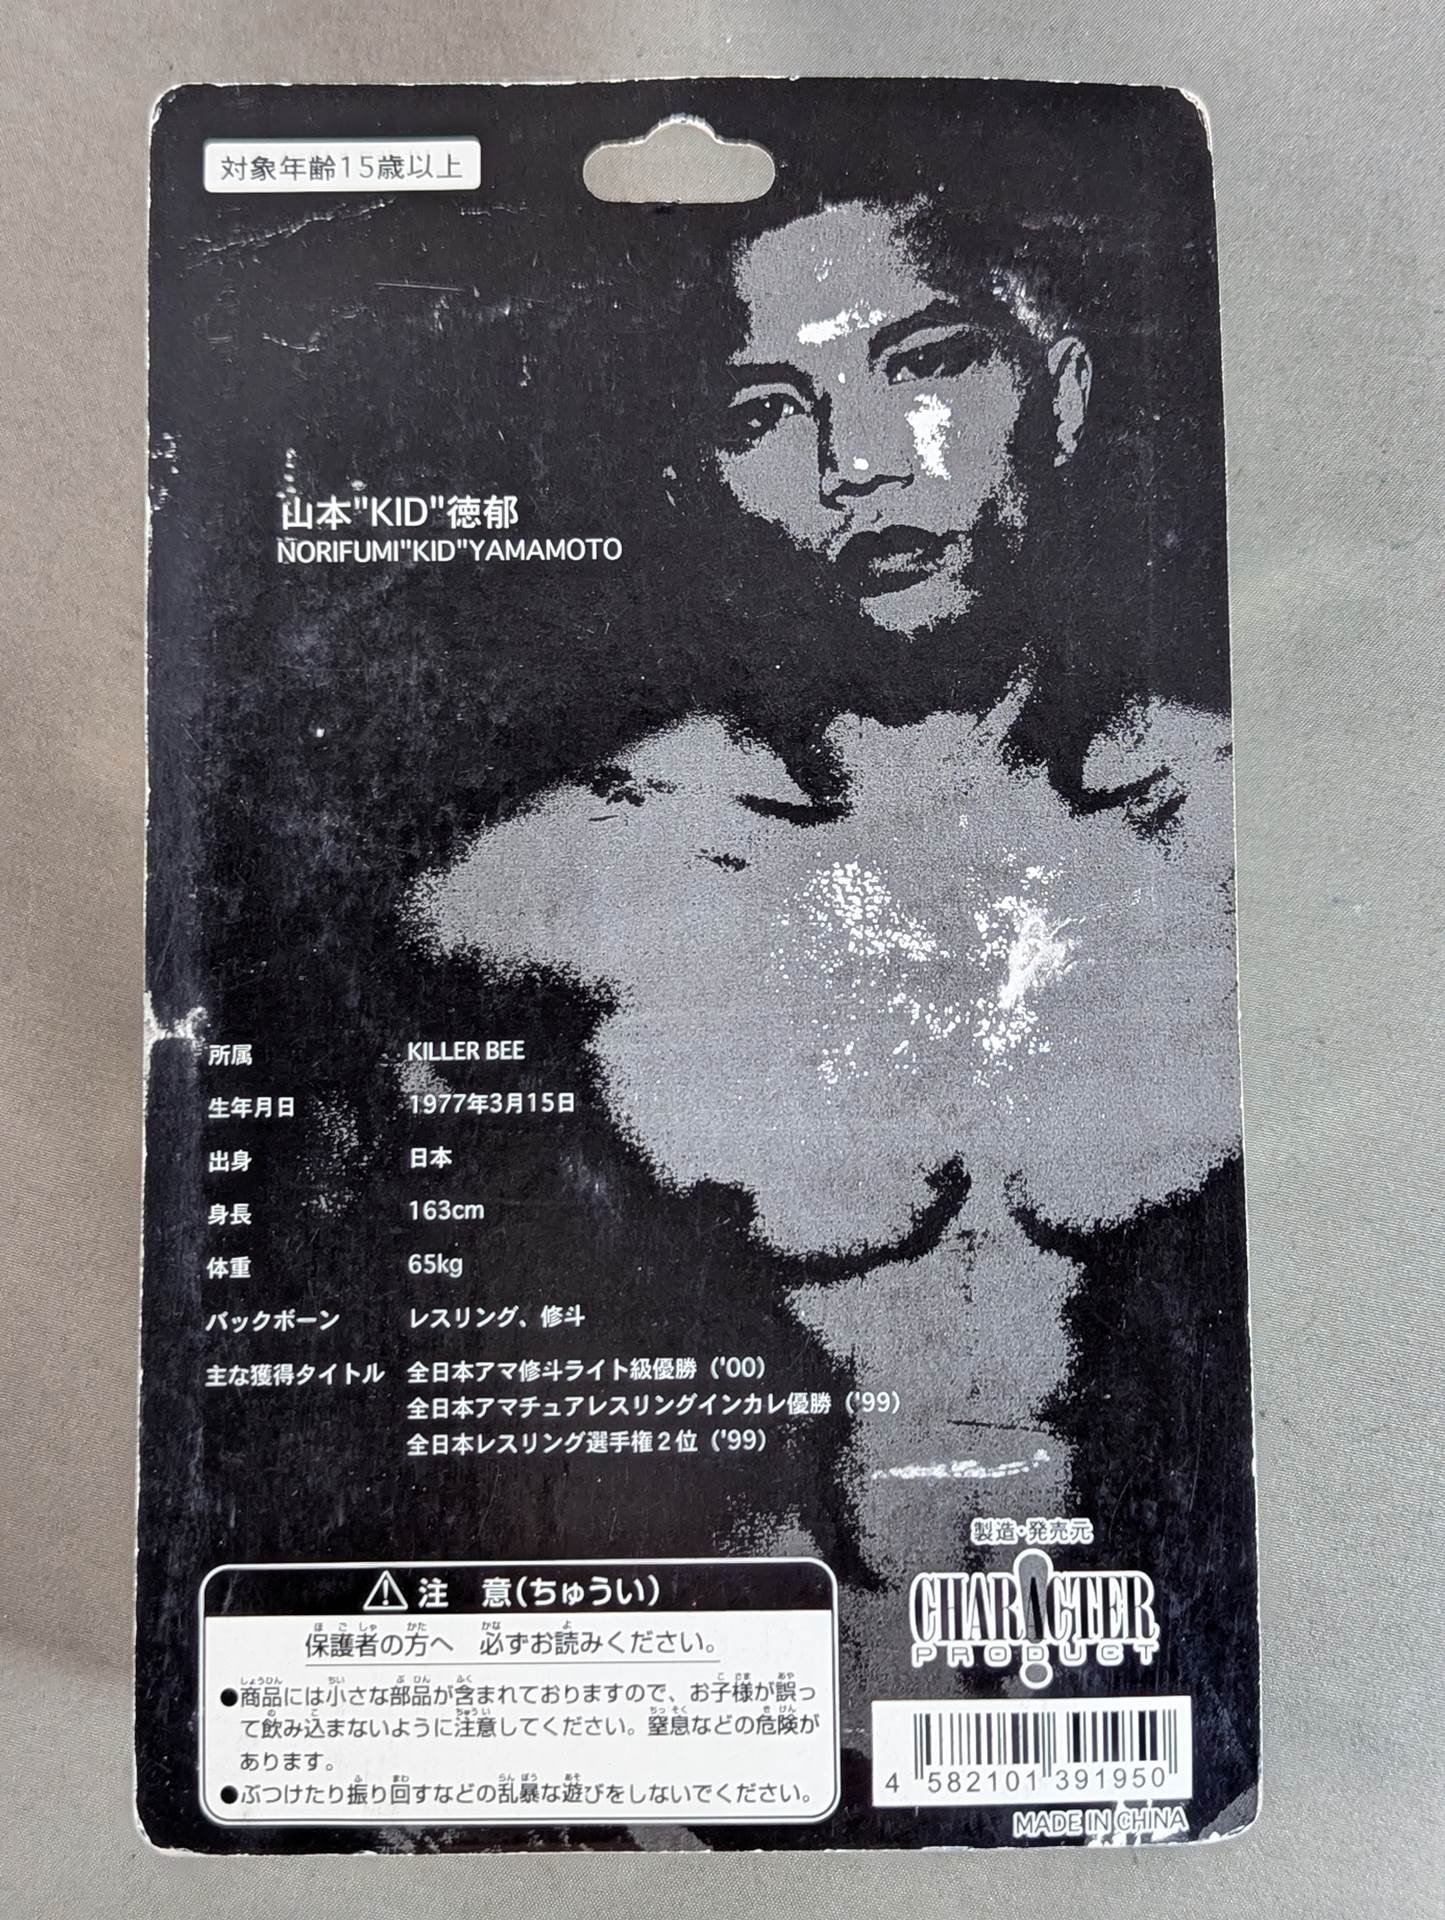 対象年齢15歳以上
山本"KID"徳郁
NORIFUMI"KID"YAMAMOTO
所属 KILLER BEE
生年月日 1977年3月15日
出身 日本
身長 163cm
体重 65kg
バックボーン レスリング、修斗
主な獲得タイトル 全日本アマ修斗ライト級優勝（'00）
全日本アマチュアレスリングインカレ優勝（'99）
全日本レスリング選手権２位（'99）
製造・発売元
CHARACTER
PRODUCT
⚠注　意(ちゅうい)
保護者の方へ　必ずお読みください。
●商品には小さな部品が含まれておりますので、お子様が誤っ
て飲み込まないように注意してください。窒息などの危険が
あります。
●ぶつけたり振り回すなどの乱暴な遊びをしないでください。
4 582101 391950
MADE IN CHINA